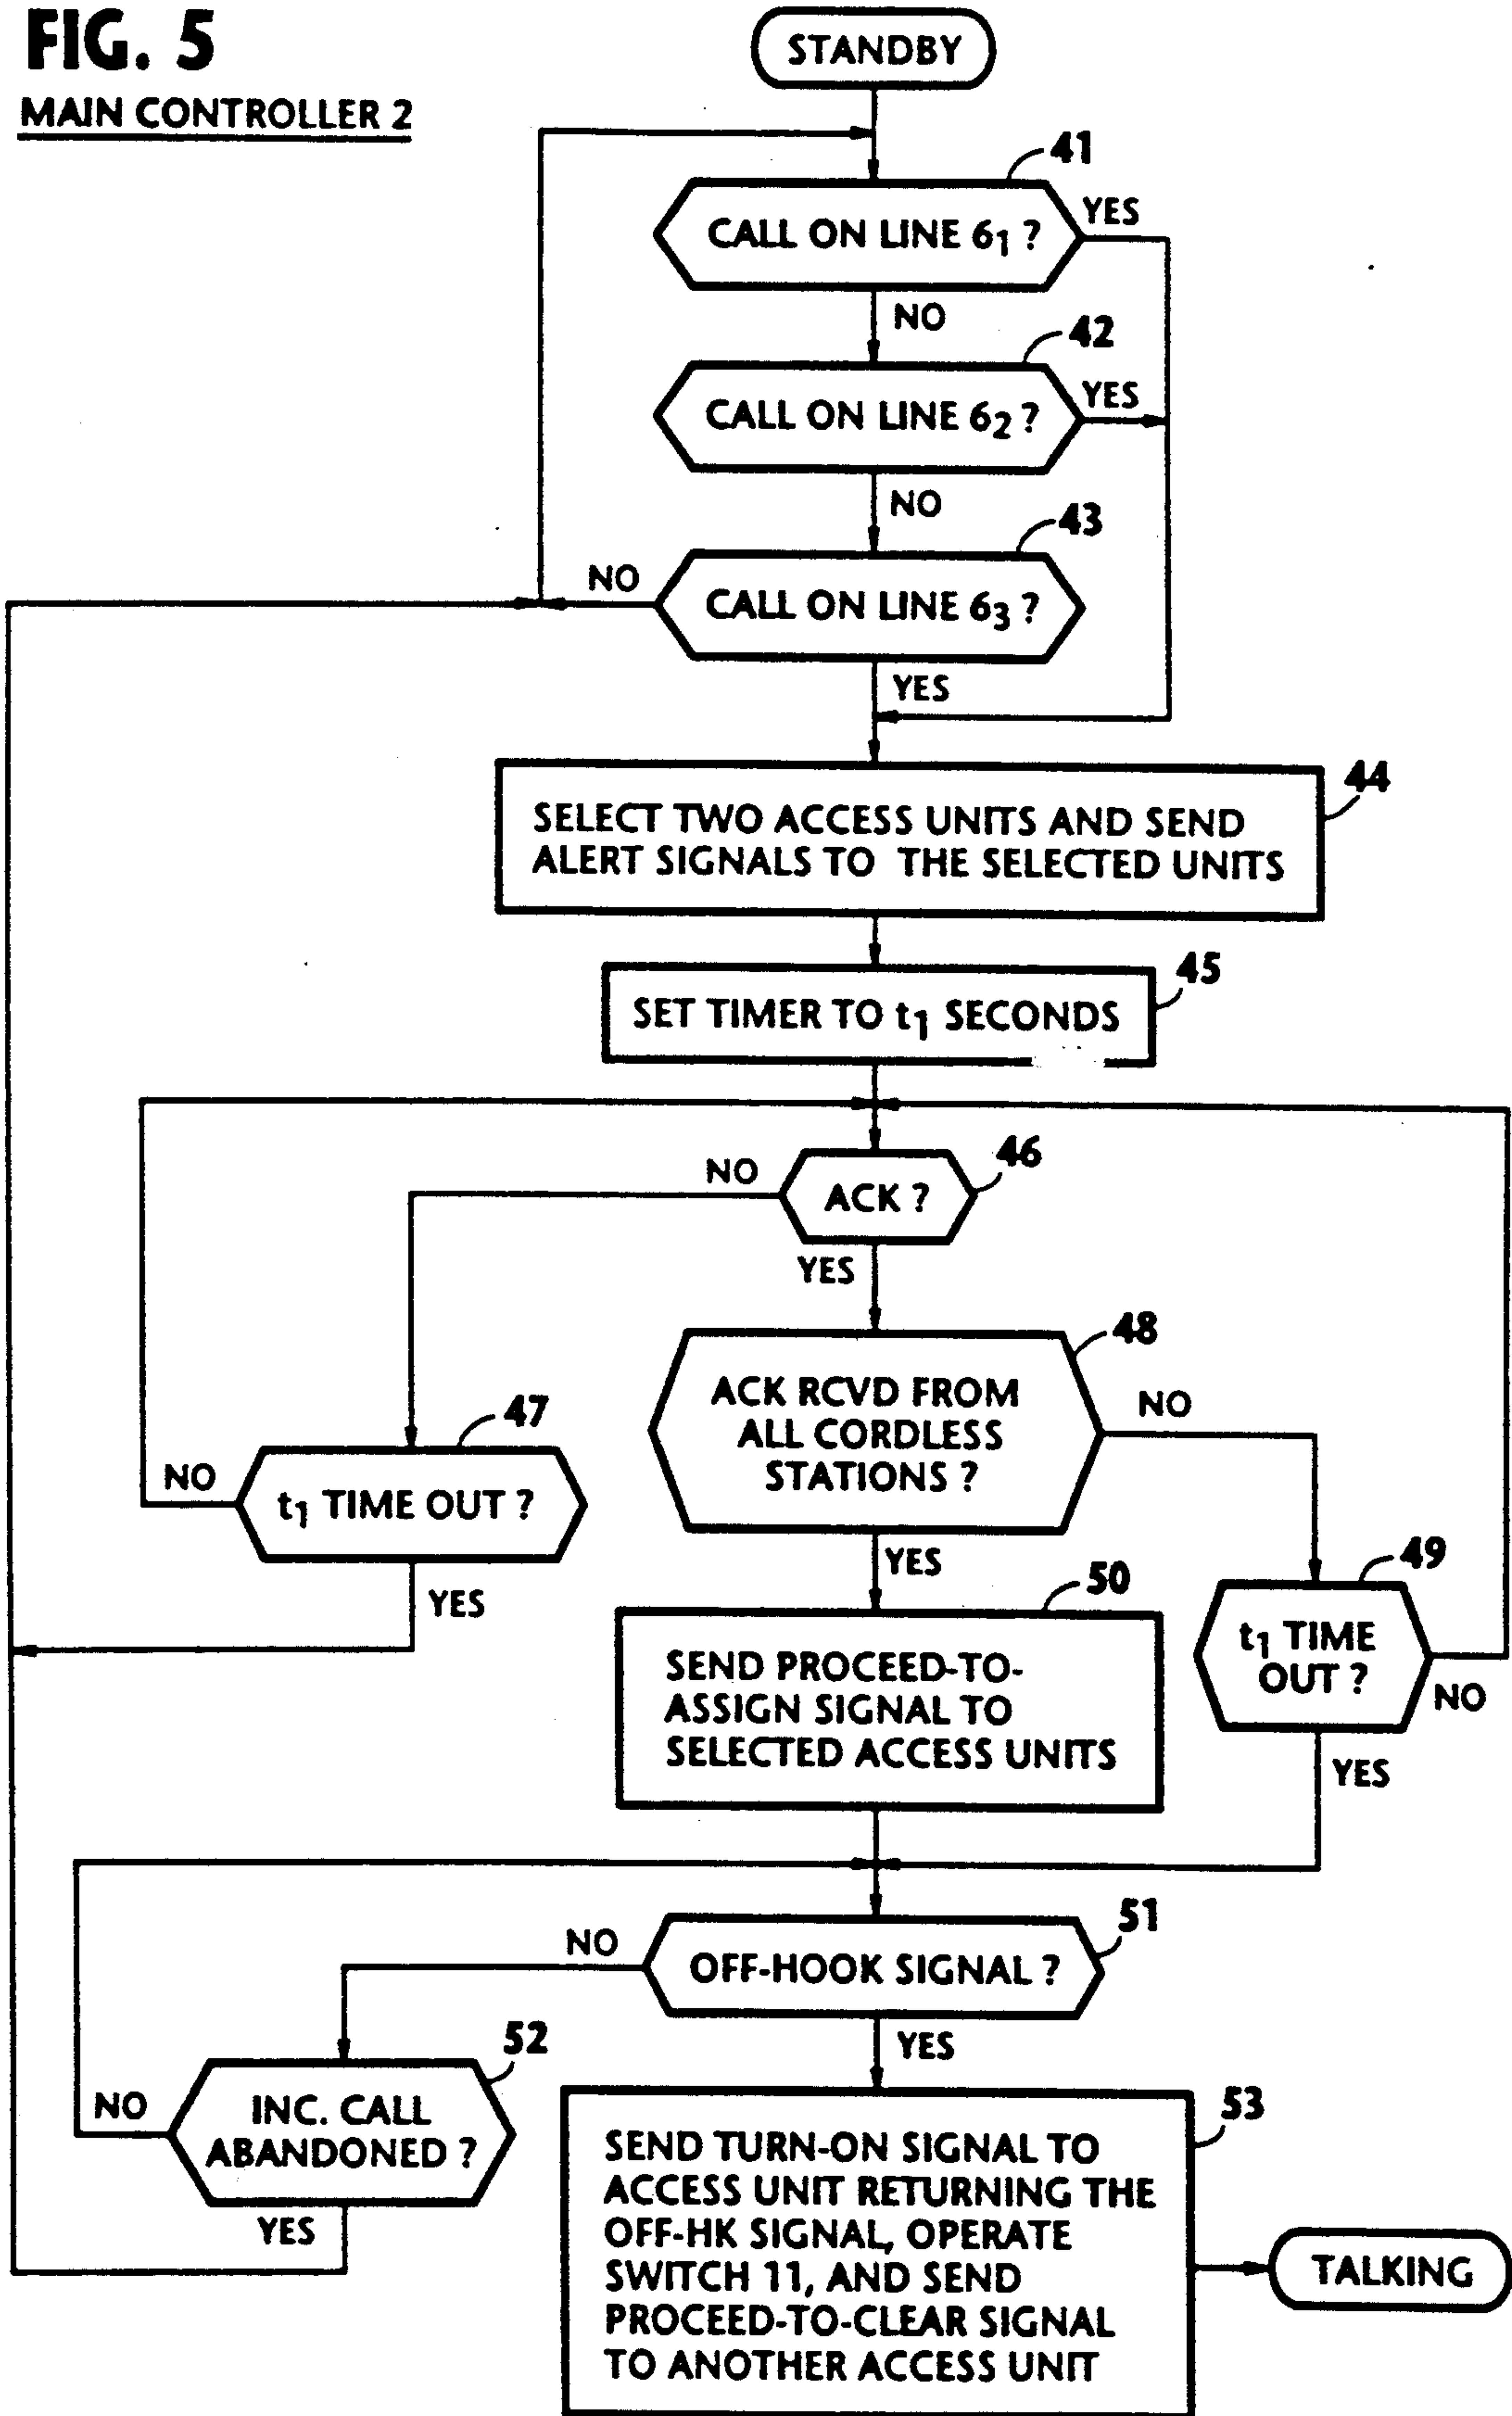 FIG. 5
MAIN CONTROLLER 2
STANDBY
41
CALL ON LINE 6₁ ?
YES
NO
42
CALL ON LINE 6₂ ?
YES
NO
43
CALL ON LINE 6₃ ?
NO
YES
44
SELECT TWO ACCESS UNITS AND SEND
ALERT SIGNALS TO THE SELECTED UNITS
45
SET TIMER TO t₁ SECONDS
46
ACK ?
NO
YES
47
t₁ TIME OUT ?
NO
YES
48
ACK RCVD FROM
ALL CORDLESS
STATIONS ?
NO
YES
49
t₁ TIME
OUT ?
NO
YES
50
SEND PROCEED-TO-
ASSIGN SIGNAL TO
SELECTED ACCESS UNITS
51
OFF-HOOK SIGNAL ?
NO
YES
52
INC. CALL
ABANDONED ?
NO
YES
53
SEND TURN-ON SIGNAL TO
ACCESS UNIT RETURNING THE
OFF-HK SIGNAL, OPERATE
SWITCH 11, AND SEND
PROCEED-TO-CLEAR SIGNAL
TO ANOTHER ACCESS UNIT
TALKING